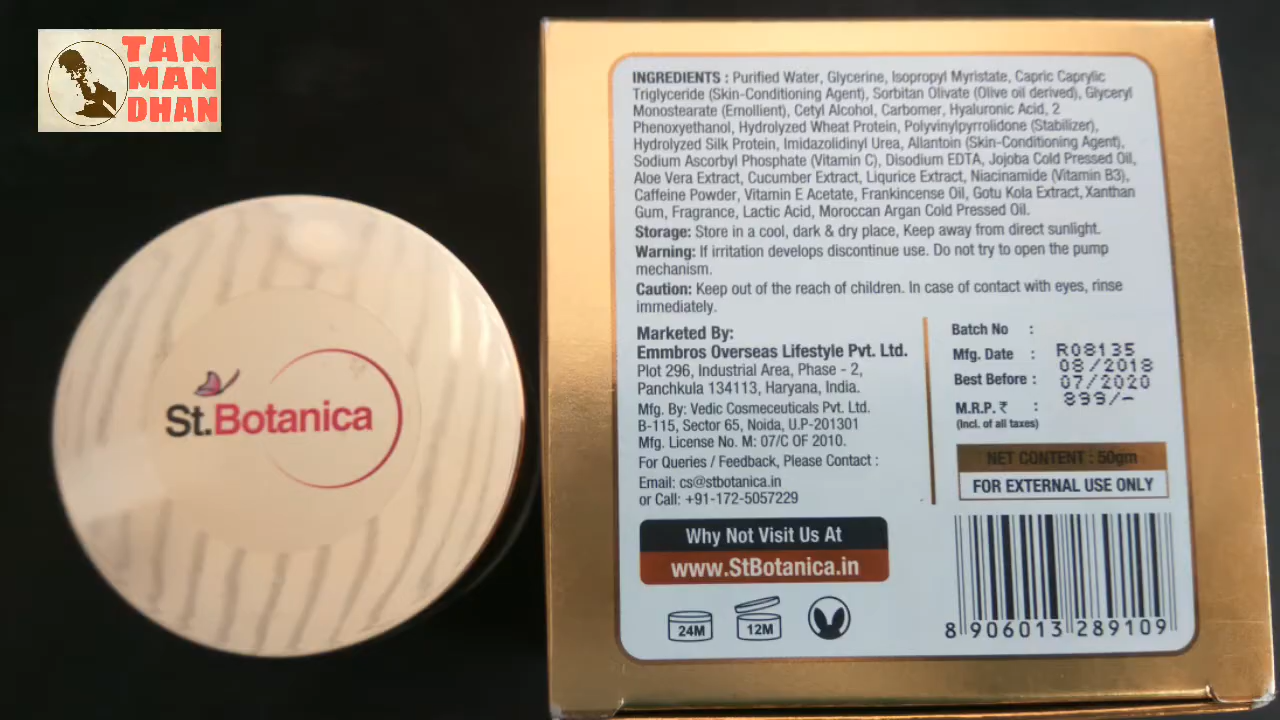 TAN
MAN
DHAN
St.Botanica
INGREDIENTS : Purified Water, Glycerine, Isopropyl Myristate, Capric Caprylic
Triglyceride (Skin-Conditioning Agent), Sorbitan Olivate (Olive oil derived), Glyceryl
Monostearate (Emollient), Cetyl Alcohol, Carbomer, Hyaluronic Acid, 2
Phenoxyethanol, Hydrolyzed Wheat Protein, Polyvinylpyrrolidone (Stabilizer),
Hydrolyzed Silk Protein, Imidazolidinyl Urea, Allantoin (Skin-Conditioning Agent),
Sodium Ascorbyl Phosphate (Vitamin C), Disodium EDTA, Jojoba Cold Pressed Oil,
Aloe Vera Extract, Cucumber Extract, Liqurice Extract, Niacinamide (Vitamin B3),
Caffeine Powder, Vitamin E Acetate, Frankincense Oil, Gotu Kola Extract, Xanthan
Gum, Fragrance, Lactic Acid, Moroccan Argan Cold Pressed Oil.
Storage: Store in a cool, dark & dry place, Keep away from direct sunlight.
Warning: If irritation develops discontinue use. Do not try to open the pump
mechanism.
Caution: Keep out of the reach of children. In case of contact with eyes, rinse
immediately.
Marketed By:
Emmbros Overseas Lifestyle Pvt. Ltd.
Plot 296, Industrial Area, Phase - 2,
Panchkula 134113, Haryana, India.
Mfg. By: Vedic Cosmeceuticals Pvt. Ltd.
B-115, Sector 65, Noida, U.P-201301
Mfg. License No. M: 07/C OF 2010.
For Queries / Feedback, Please Contact :
Email: cs@stbotanica.in
or Call: +91-172-5057229
Why Not Visit Us At
www.StBotanica.in
24M
12M
Batch No : R08135
Mfg. Date : 08/2018
Best Before : 07/2020
M.R.P. ₹ : 899/-
(Incl. of all taxes)
NET CONTENT : 50gm
FOR EXTERNAL USE ONLY
8 906013 289109